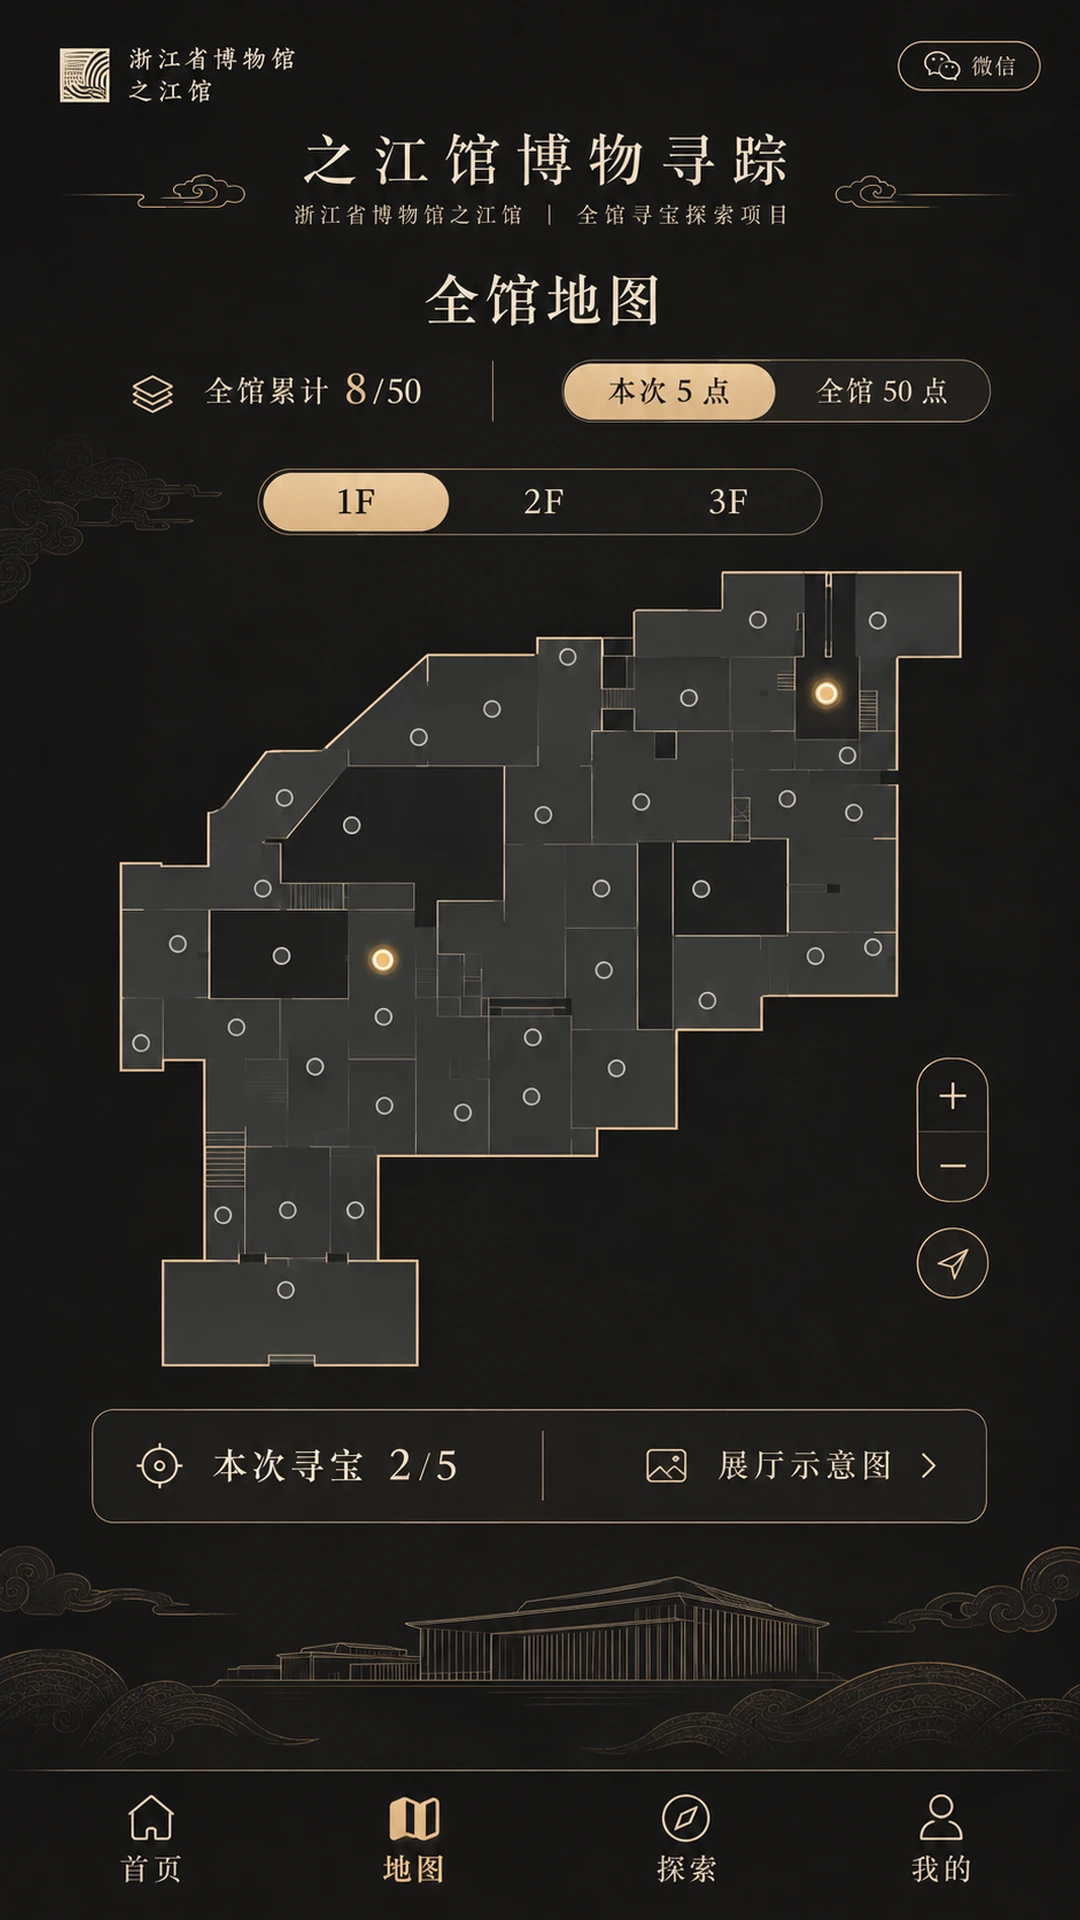 浙江省博物馆
之江馆
微信
之江馆博物寻踪
浙江省博物馆之江馆 | 全馆寻宝探索项目
全馆地图
全馆累计 8/50
本次 5 点
全馆 50 点
1F
2F
3F
本次寻宝 2/5
展厅示意图
首页
地图
探索
我的